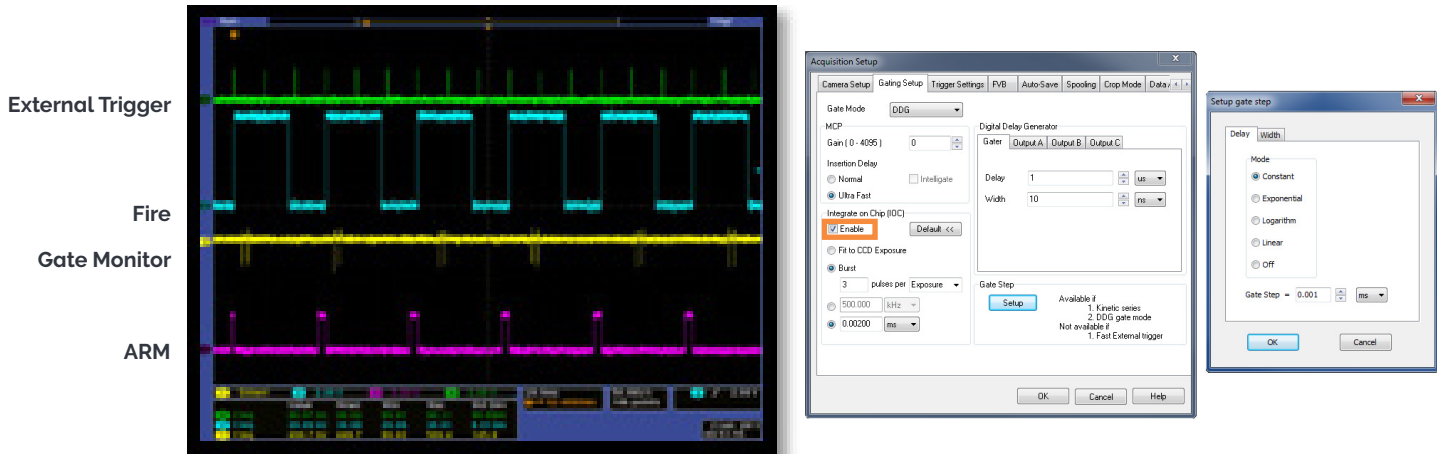 External Trigger
Fire
Gate Monitor
ARM
Acquisition Setup
Camera Setup Gating Setup Trigger Settings FVB Auto-Save Spooling Crop Mode Data
Gate Mode DDG
MCP
Gain ( 0 - 4095 ) 0
Insertion Delay
Normal Intelligate
Ultra Fast
Integrate on Chip (IOC)
Enable Default <<
Fit to CCD Exposure
Burst
3 pulses per Exposure
500.000 kHz
0.00200 ms
Digital Delay Generator
Gater Output A Output B Output C
Delay 1 us
Width 10 ns
Gate Step
Setup
Available if
1. Kinetic series
2. DDG gate mode
Not available if
1. Fast External trigger
OK Cancel Help
Setup gate step
Delay Width
Mode
Constant
Exponential
Logarithm
Linear
Off
Gate Step = 0.001 ms
OK Cancel